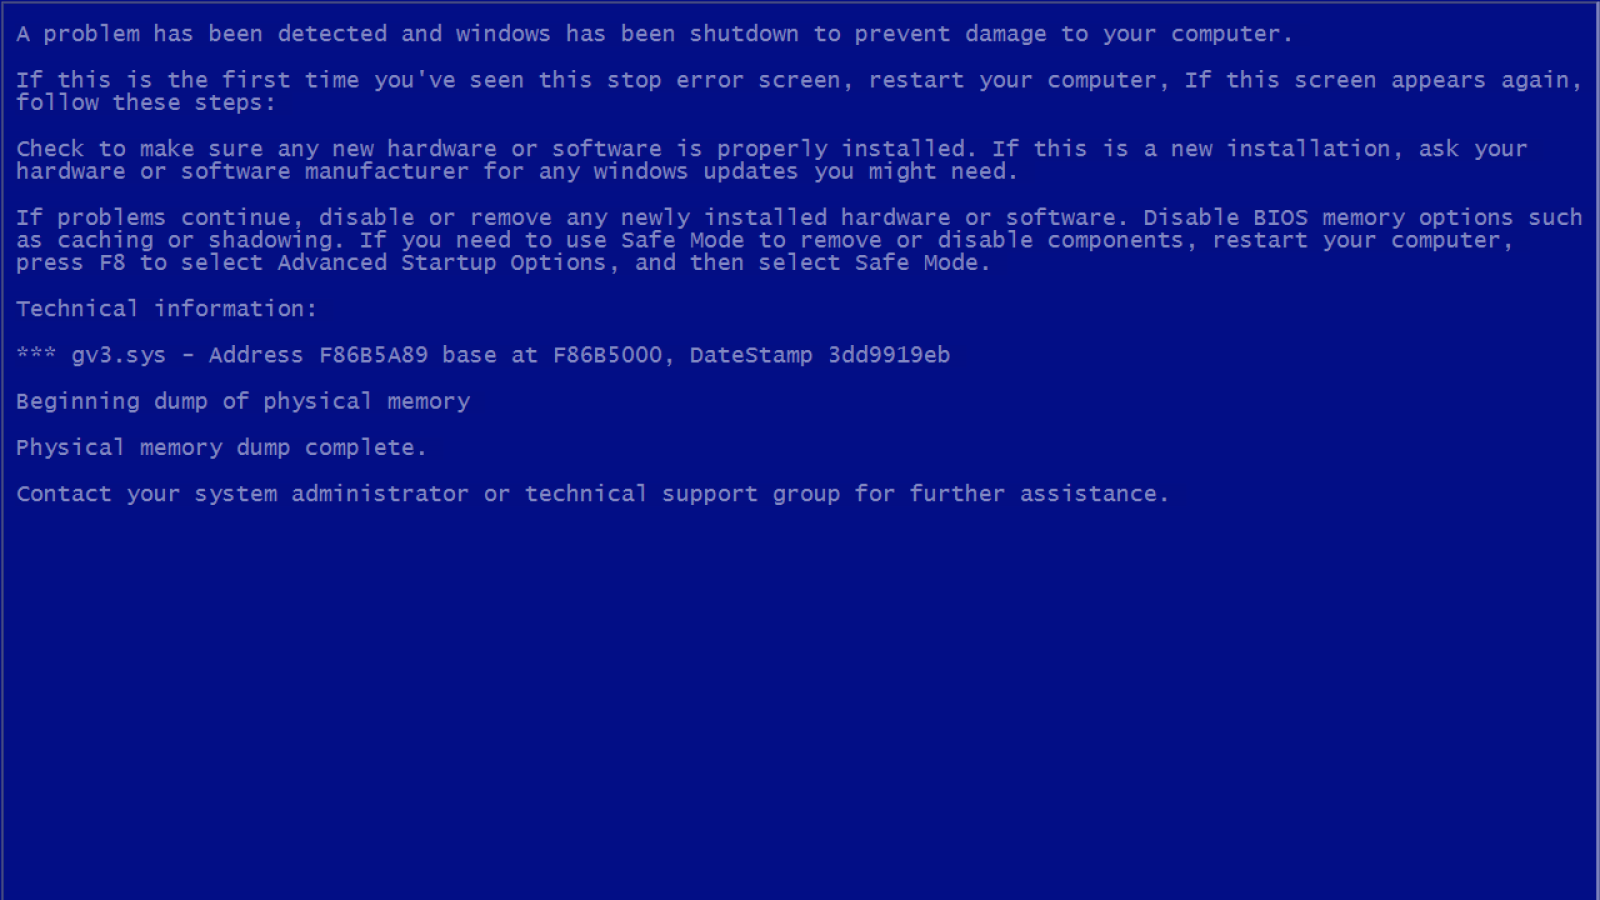 A problem has been detected and windows has been shutdown to prevent damage to your computer.
If this is the first time you've seen this stop error screen, restart your computer, If this screen appears again,
follow these steps:
Check to make sure any new hardware or software is properly installed. If this is a new installation, ask your
hardware or software manufacturer for any windows updates you might need.
If problems continue, disable or remove any newly installed hardware or software. Disable BIOS memory options such
as caching or shadowing. If you need to use Safe Mode to remove or disable components, restart your computer,
press F8 to select Advanced Startup Options, and then select Safe Mode.
Technical information:
*** gv3.sys - Address F86B5A89 base at F86B5000, DateStamp 3dd9919eb
Beginning dump of physical memory
Physical memory dump complete.
Contact your system administrator or technical support group for further assistance.